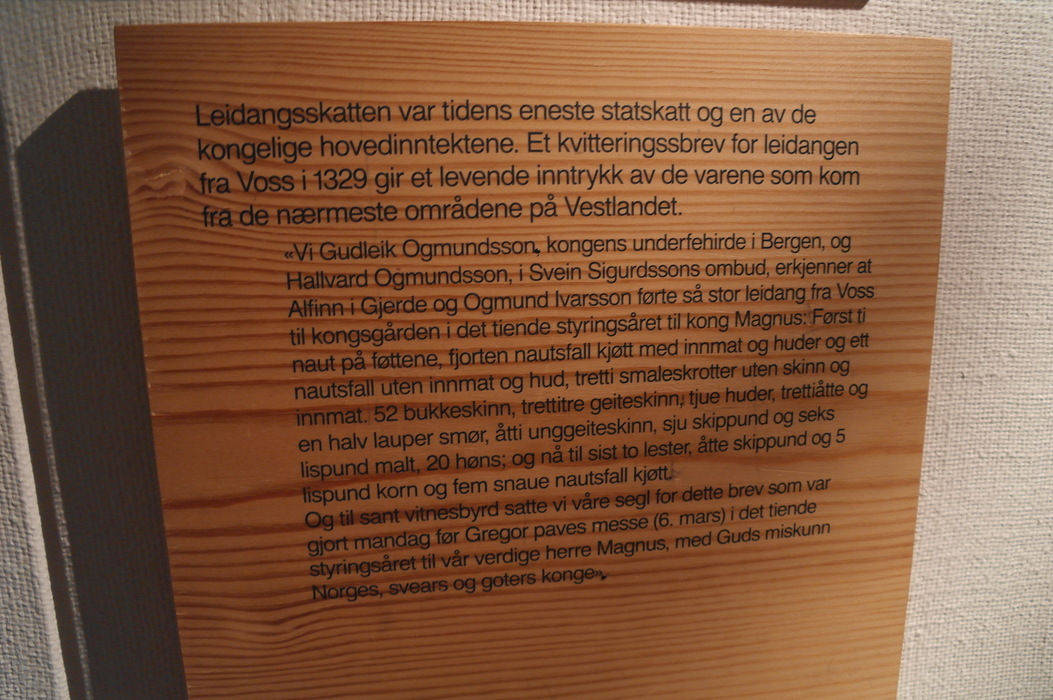 Leidangsskatten var tidens eneste statskatt og en av de
kongelige hovedinntektene. Et kvitteringssbrev for leidangen
fra Voss i 1329 gir et levende inntrykk av de varene som kom
fra de nærmeste områdene på Vestlandet.
«Vi Gudleik Ogmundsson, kongens underfehirde i Bergen, og
Hallvard Ogmundsson, i Svein Sigurdssons ombud, erkjenner at
Alfinn i Gjerde og Ogmund Ivarsson førte så stor leidang fra Voss
til kongsgården i det tiende styringsåret til kong Magnus: Først ti
naut på føttene, fjorten nautsfall kjøtt med innmat og huder og ett
nautsfall uten innmat og hud, tretti smaleskrotter uten skinn og
innmat. 52 bukkeskinn, trettitre geiteskinn, tjue huder, trettiåtte og
en halv lauper smør, åtti unggeiteskinn, sju skippund og seks
lispund malt, 20 høns; og nå til sist to lester, åtte skippund og 5
lispund korn og fem snaue nautsfall kjøtt.
Og til sant vitnesbyrd satte vi våre segl for dette brev som var
gjort mandag før Gregor paves messe (6. mars) i det tiende
styringsåret til vår verdige herre Magnus, med Guds miskunn
Norges, svears og goters konge».